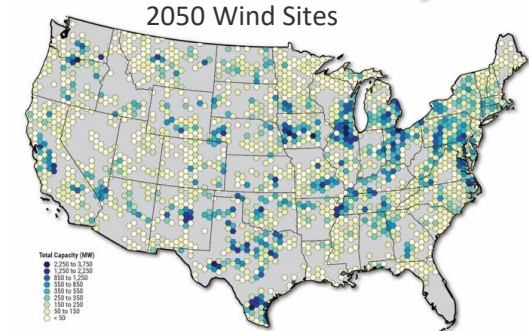 2050 Wind Sites
Total Capacity (MW)
2,250 to 3,750
1,250 to 2,250
850 to 1,250
550 to 850
350 to 550
250 to 350
150 to 250
50 to 150
< 50